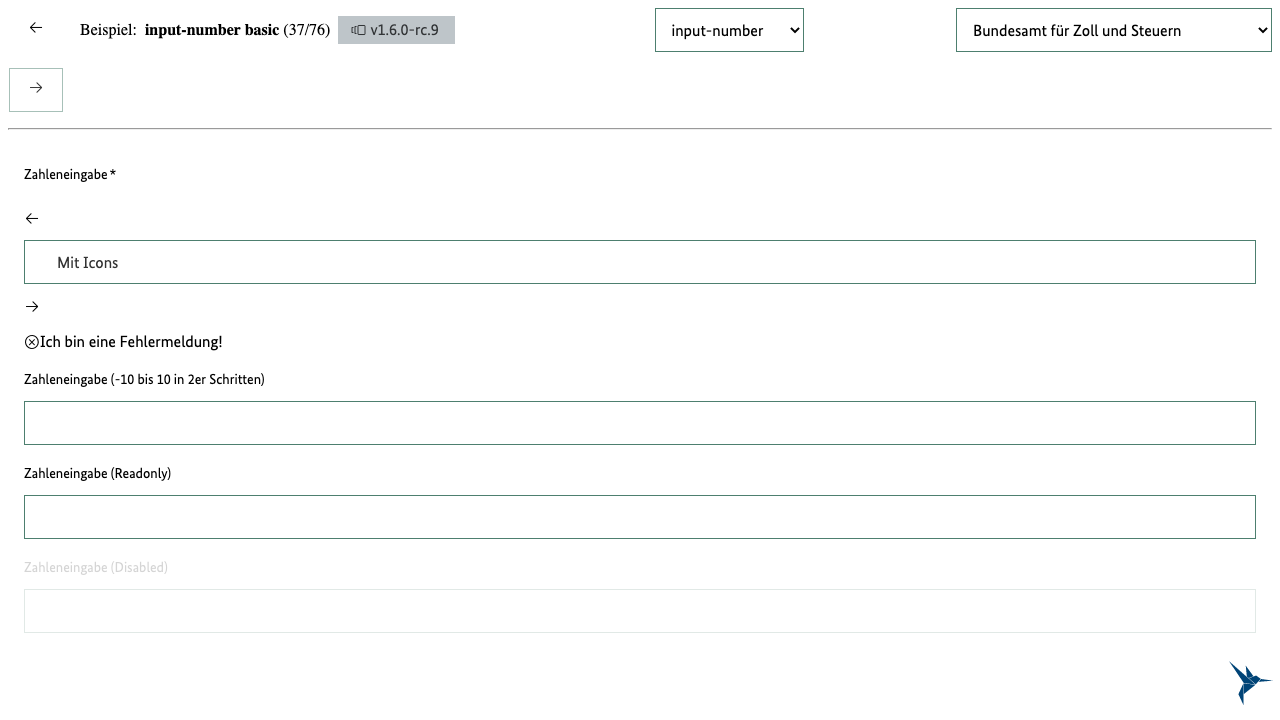 Beispiel: input-number basic (37/76) v1.6.0-rc.9 input-number Bundesamt für Zoll und Steuern
Zahleneingabe*
Mit Icons
Ich bin eine Fehlermeldung!
Zahleneingabe (-10 bis 10 in 2er Schritten)
Zahleneingabe (Readonly)
Zahleneingabe (Disabled)